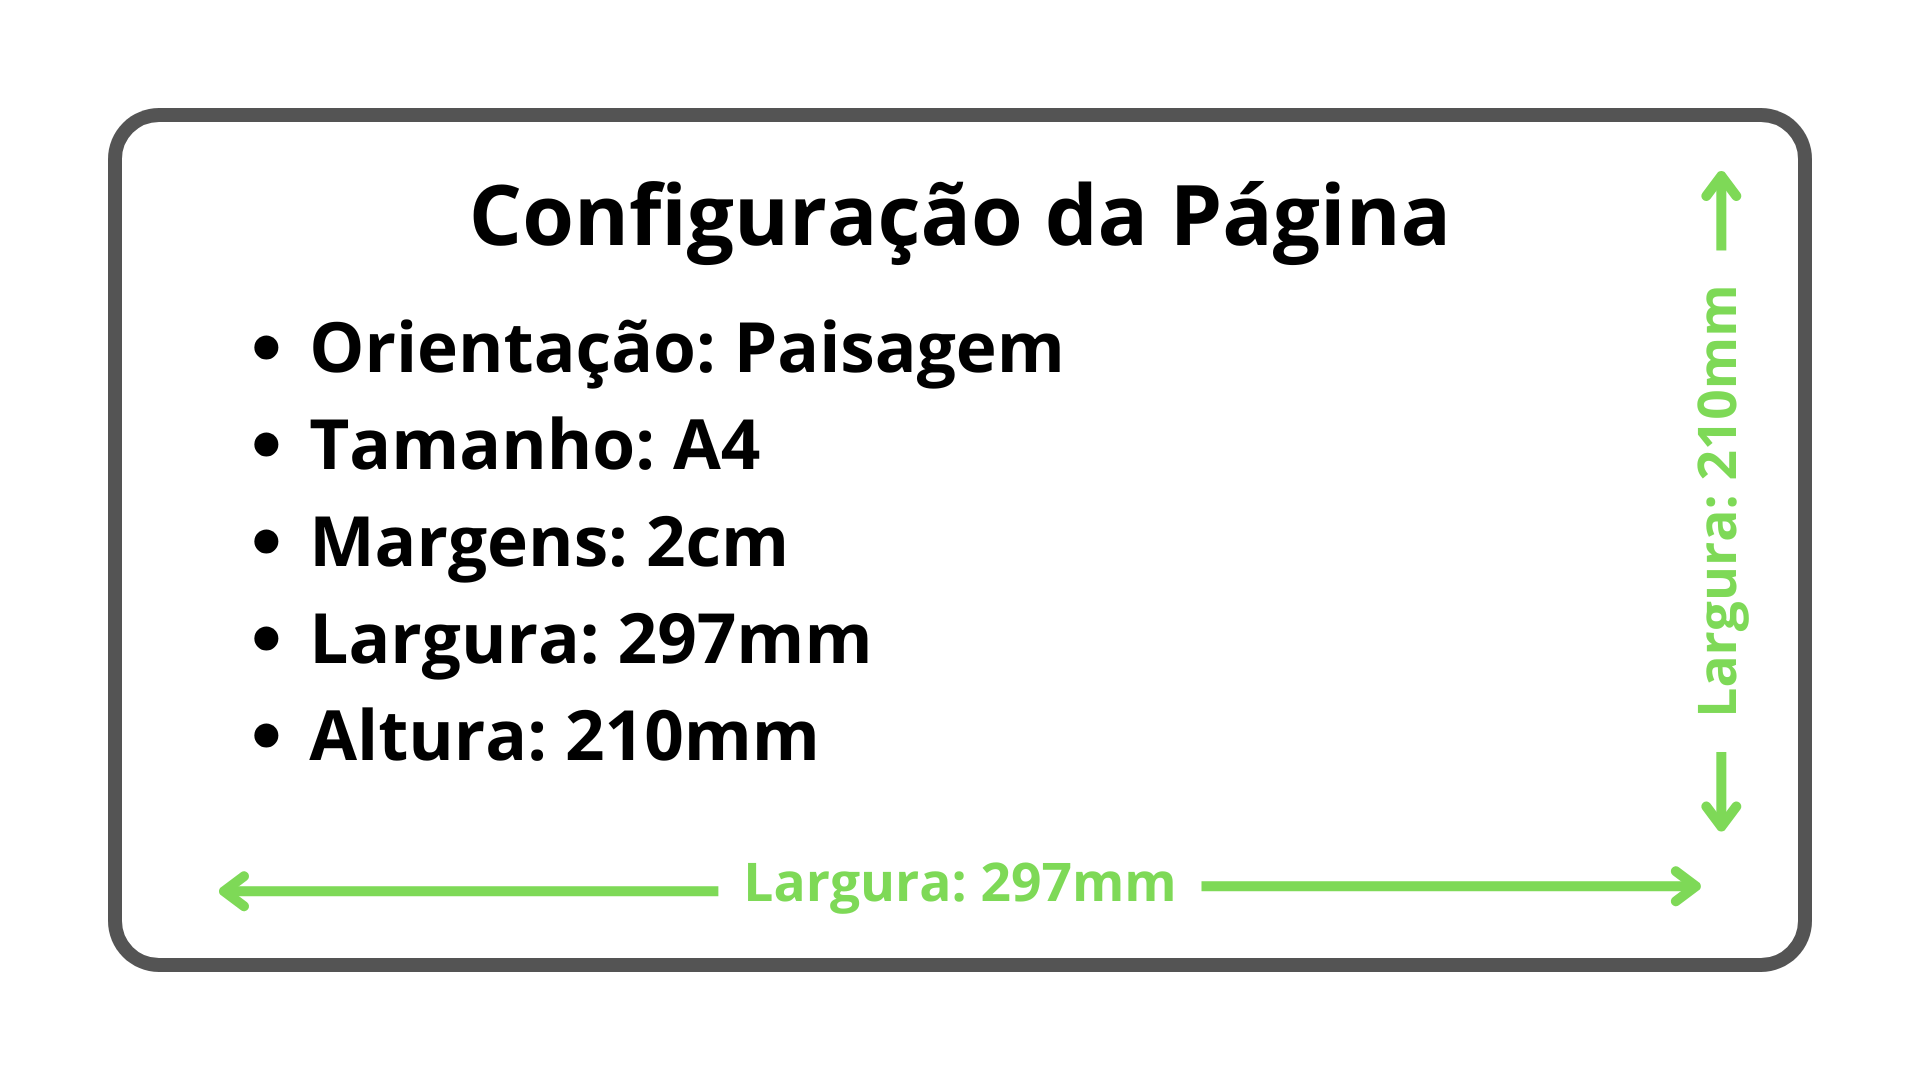 Configuração da Página
• Orientação: Paisagem
• Tamanho: A4
• Margens: 2cm
• Largura: 297mm
• Altura: 210mm
Largura: 210mm
Largura: 297mm